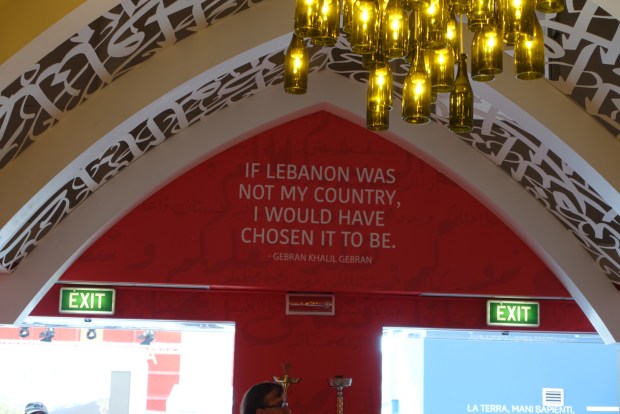 IF LEBANON WAS
NOT MY COUNTRY,
I WOULD HAVE
CHOSEN IT TO BE.
- GEBRAN KHALIL GEBRAN
EXIT
EXIT
LA TERRA, MANI SAPIENTI,